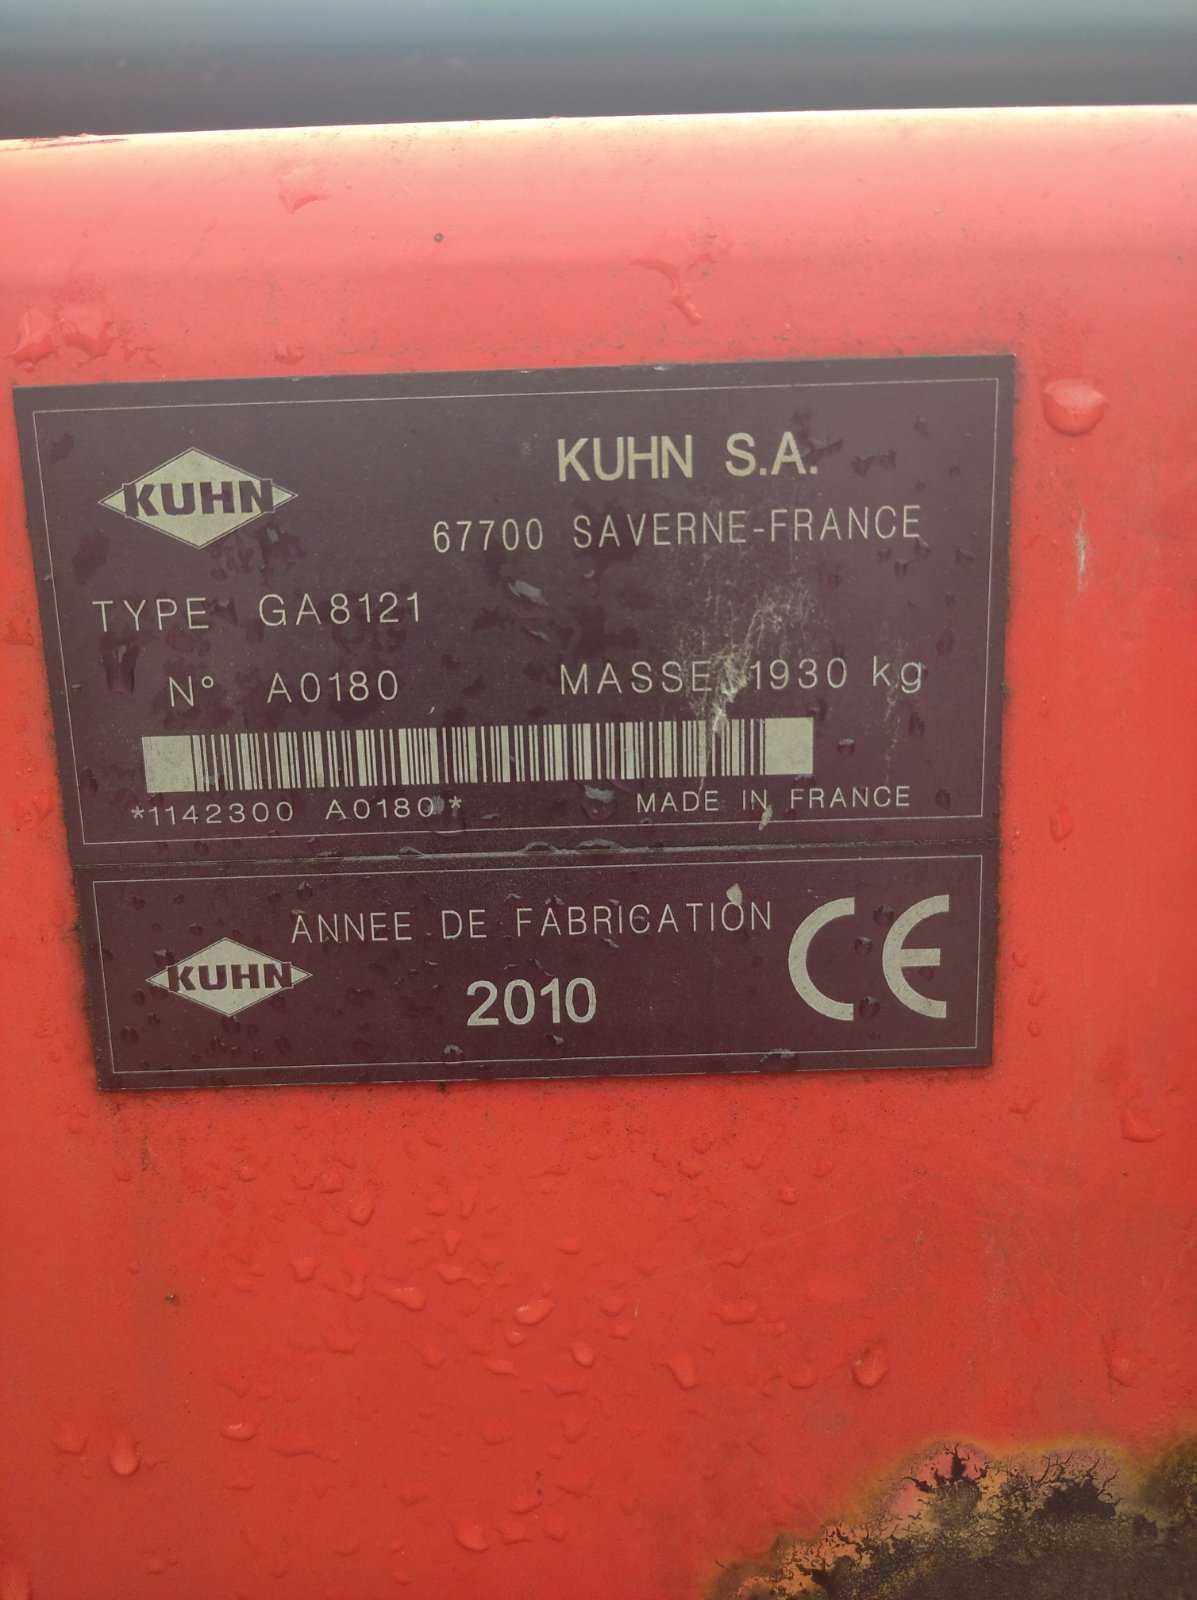 KUHN
KUHN S.A.
67700 SAVERNE-FRANCE
TYPE GA8121
N° A0180 MASSE 1930 kg
*1142300 A0180*
MADE IN FRANCE
KUHN
ANNEE DE FABRICATION
2010
CE